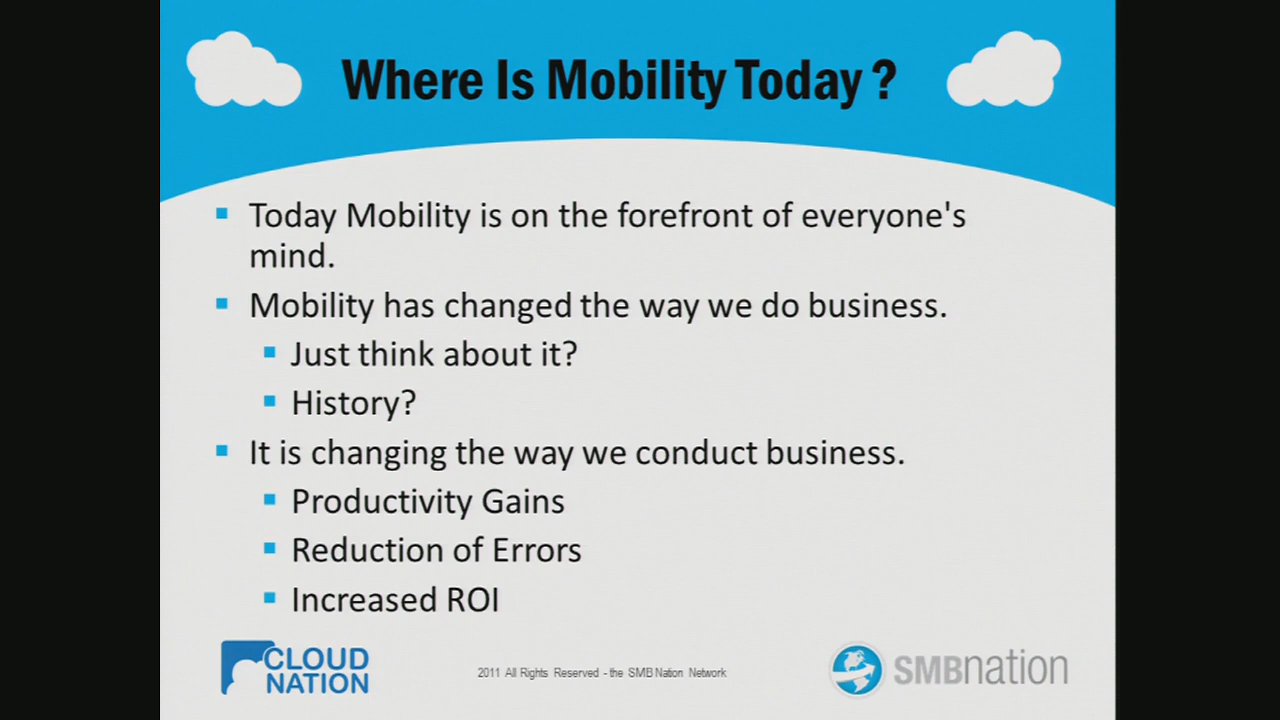 Where Is Mobility Today ?
Today Mobility is on the forefront of everyone's
mind.
Mobility has changed the way we do business.
Just think about it?
History?
It is changing the way we conduct business.
Productivity Gains
Reduction of Errors
Increased ROI
CLOUD
NATION
2011 All Rights Reserved - the SMB Nation Network
SMBnation